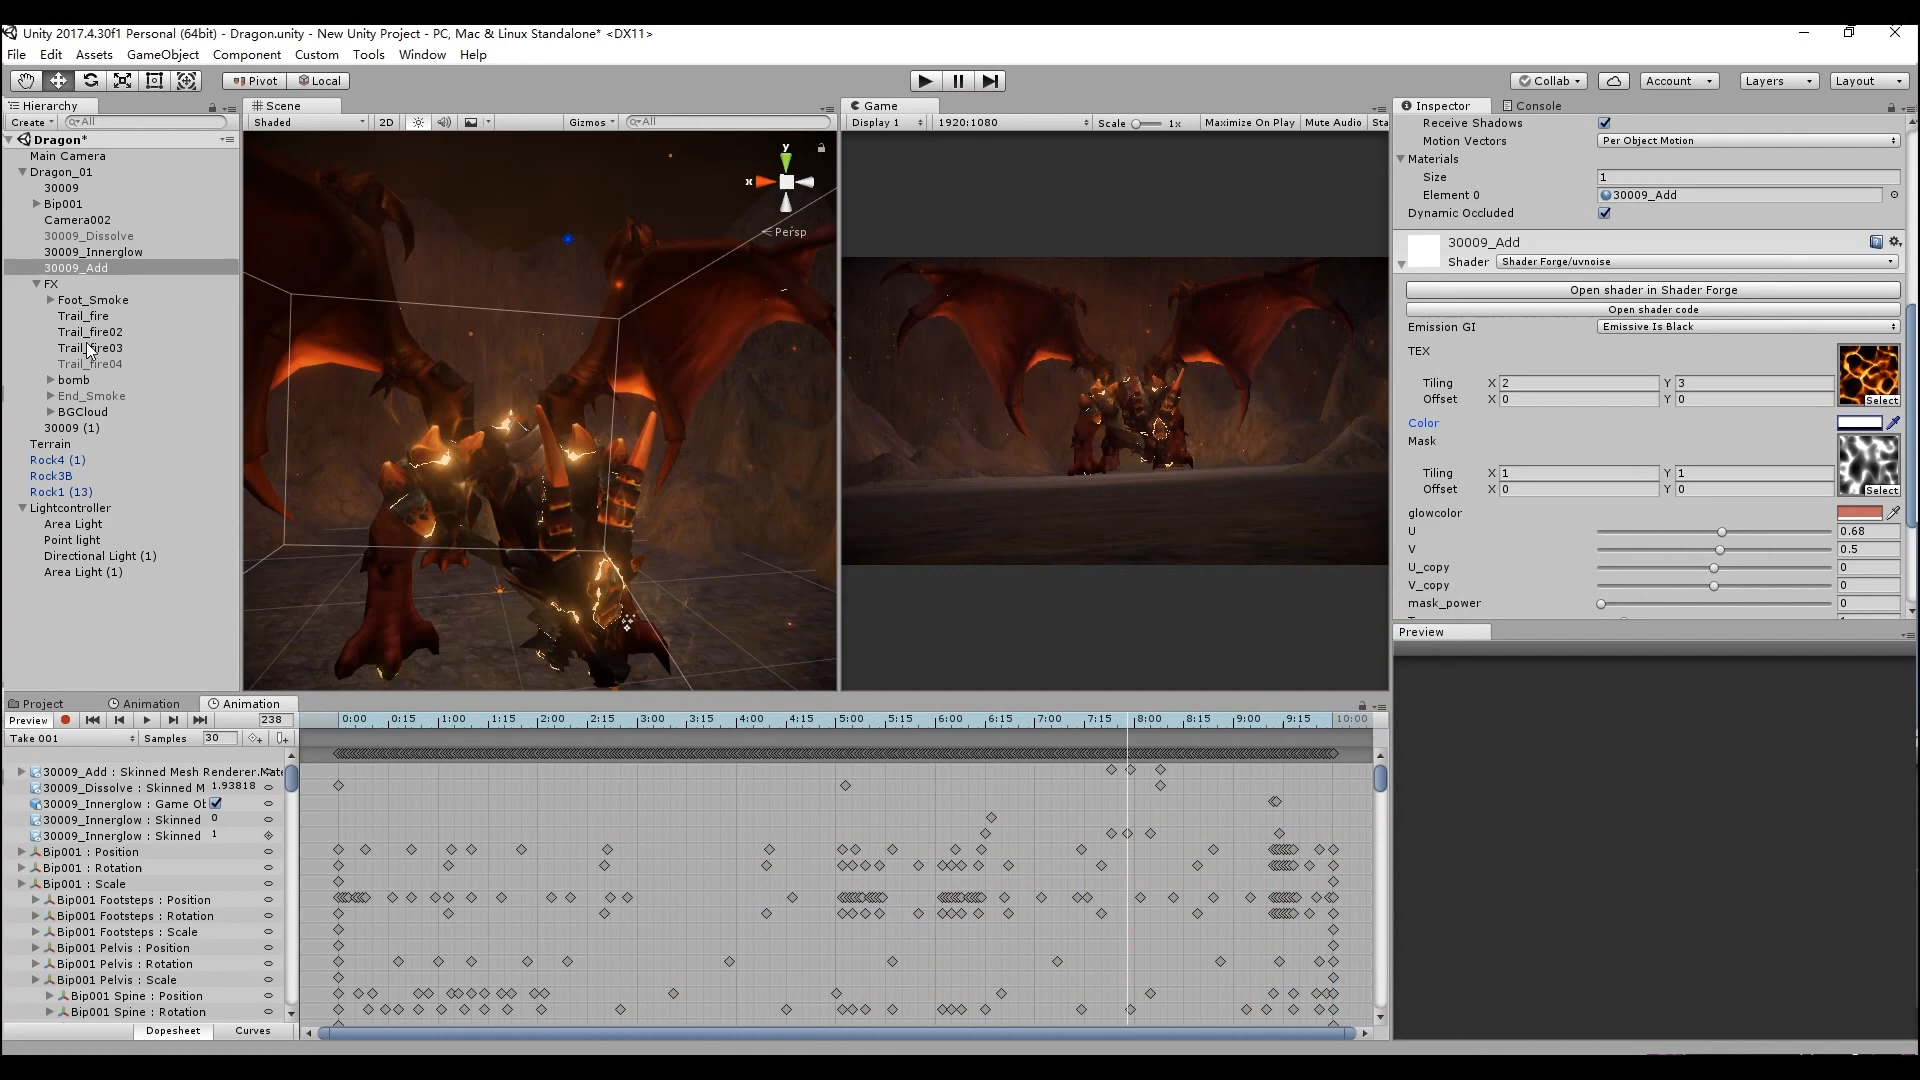 Unity 2017.4.30f1 Personal (64bit) - Dragon.unity - New Unity Project - PC, Mac & Linux Standalone* <DX11>
File Edit Assets GameObject Component Custom Tools Window Help
Pivot Local
Collab Account Layers Layout
Hierarchy
Create All
Dragon*
Main Camera
Dragon_01
30009
Bip001
Camera002
30009_Dissolve
30009_Innerglow
30009_Add
FX
Foot_Smoke
Trail_fire
Trail_fire02
Trail_fire03
Trail_fire04
bomb
End_Smoke
BGCloud
30009 (1)
Terrain
Rock4 (1)
Rock3B
Rock1 (13)
Lightcontroller
Area Light
Point light
Directional Light (1)
Area Light (1)
Scene
Shaded 2D Gizmos All
y
x
Persp
Game
Display 1 1920:1080 Scale 1x Maximize On Play Mute Audio Sta
Inspector Console
Receive Shadows
Motion Vectors Per Object Motion
Materials
Size 1
Element 0 30009_Add
Dynamic Occluded
30009_Add
Shader Shader Forge/uvnoise
Open shader in Shader Forge
Open shader code
Emission GI Emissive Is Black
TEX
Tiling X 2 Y 3
Offset X 0 Y 0
Select
Color
Mask
Tiling X 1 Y 1
Offset X 0 Y 0
Select
glowcolor
U 0.68
V 0.5
U_copy 0
V_copy 0
mask_power 0
Preview
Project Animation Animation
Preview 238
0:00 0:15 1:00 1:15 2:00 2:15 3:00 3:15 4:00 4:15 5:00 5:15 6:00 6:15 7:00 7:15 8:00 8:15 9:00 9:15 10:00
Take 001 Samples 30
30009_Add : Skinned Mesh Renderer.Mate
30009_Dissolve : Skinned M 1.93818
30009_Innerglow : Game Ob
30009_Innerglow : Skinned 0
30009_Innerglow : Skinned 1
Bip001 : Position
Bip001 : Rotation
Bip001 : Scale
Bip001 Footsteps : Position
Bip001 Footsteps : Rotation
Bip001 Footsteps : Scale
Bip001 Pelvis : Position
Bip001 Pelvis : Rotation
Bip001 Pelvis : Scale
Bip001 Spine : Position
Bip001 Spine : Rotation
Dopesheet Curves